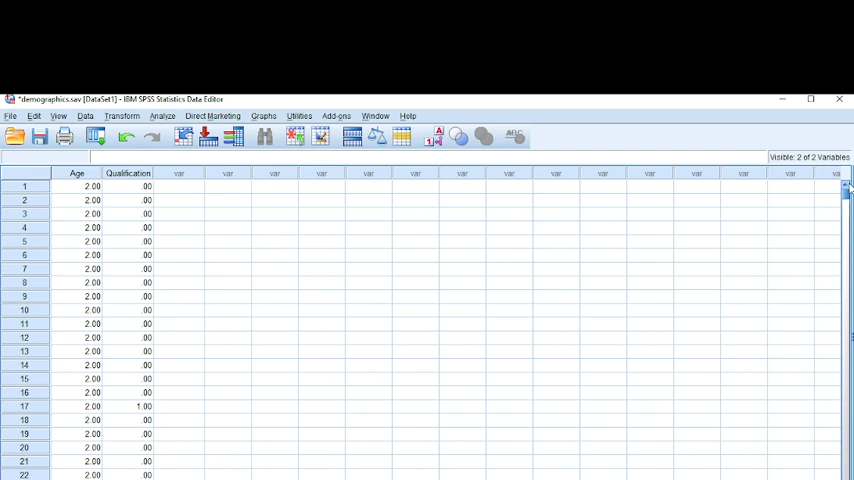 *demographics.sav [DataSet1] - IBM SPSS Statistics Data Editor
File Edit View Data Transform Analyze Direct Marketing Graphs Utilities Add-ons Window Help
A 1 ABC
Visible: 2 of 2 Variables
Age Qualification var var var var var var var var var var var var var var va
1 2.00 .00
2 2.00 .00
3 2.00 .00
4 2.00 .00
5 2.00 .00
6 2.00 .00
7 2.00 .00
8 2.00 .00
9 2.00 .00
10 2.00 .00
11 2.00 .00
12 2.00 .00
13 2.00 .00
14 2.00 .00
15 2.00 .00
16 2.00 .00
17 2.00 1.00
18 2.00 .00
19 2.00 .00
20 2.00 .00
21 2.00 .00
22 2.00 .00